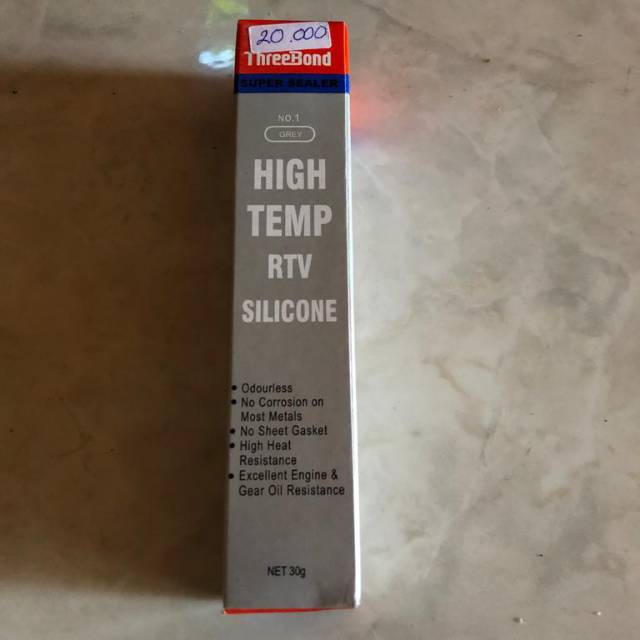 20.000
ThreeBond
SUPER SEALER
NO.1
GREY
HIGH
TEMP
RTV
SILICONE
• Odourless
• No Corrosion on
Most Metals
• No Sheet Gasket
• High Heat
Resistance
• Excellent Engine &
Gear Oil Resistance
NET 30g